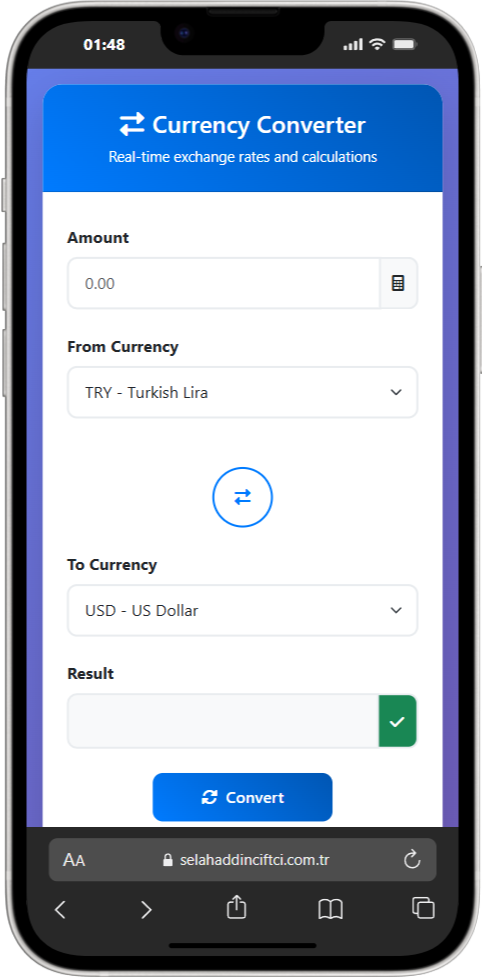 01:48
Currency Converter
Real-time exchange rates and calculations
Amount
0.00
From Currency
TRY - Turkish Lira
To Currency
USD - US Dollar
Result
Convert
AA selahaddinciftci.com.tr